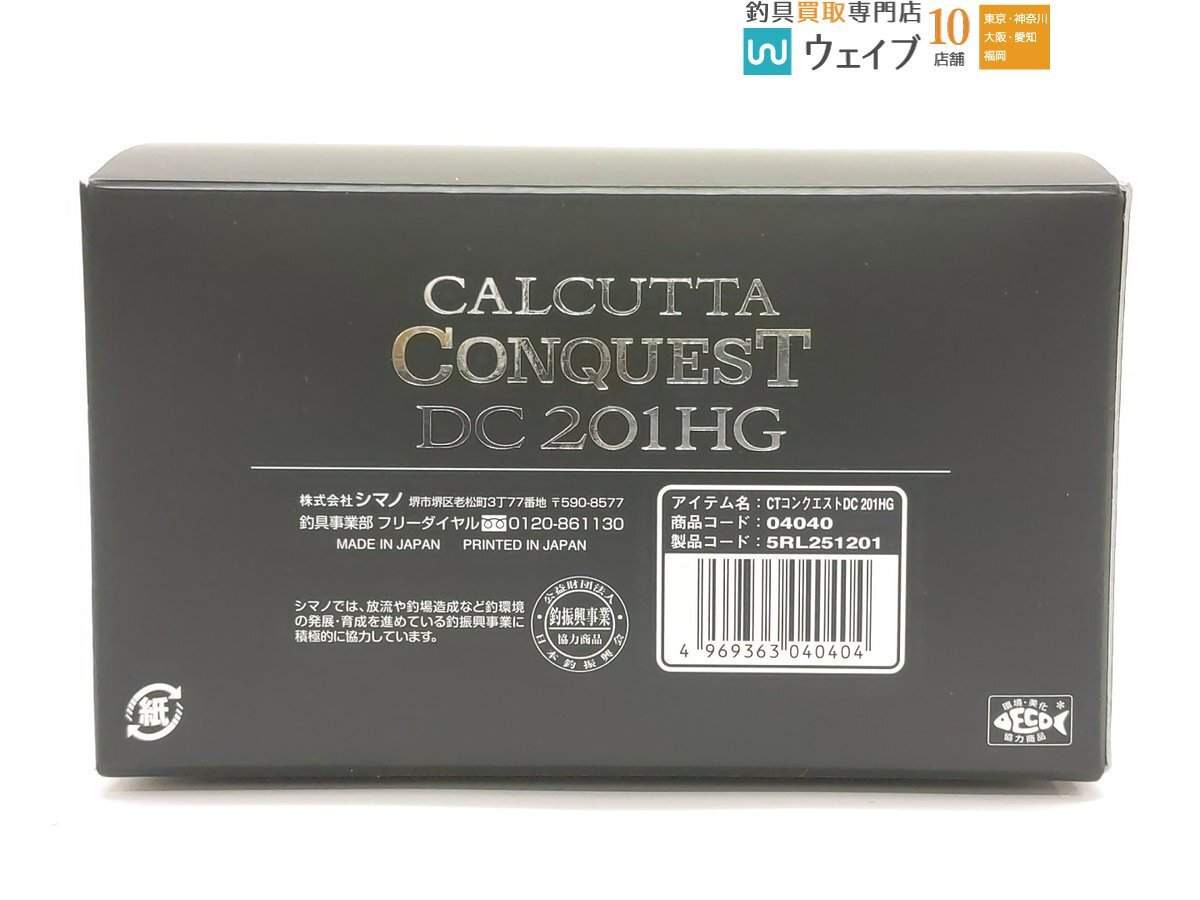 釣具買取専門店
ウェイブ
10
店舗
東京・神奈川
大阪・愛知
福岡
CALCUTTA
CONQUEST
DC 201HG
株式会社シマノ 堺市堺区老松町3丁77番地 〒590-8577
釣具事業部 フリーダイヤル 0120-861130
MADE IN JAPAN PRINTED IN JAPAN
シマノでは、放流や釣場造成など釣環境
の発展・育成を進めている釣振興事業に
積極的に協力しています。
公益財団法人
釣振興事業
協力商品
日本釣振興会
アイテム名：CTコンクエストDC 201HG
商品コード：04040
製品コード：5RL251201
4 969363 040404
紙
環境・美化
ECO
協力商品